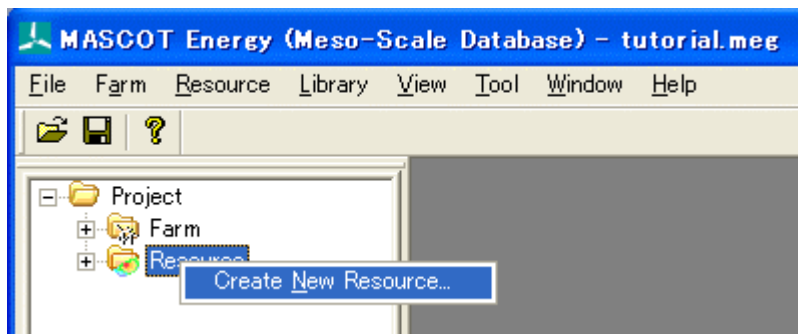 MASCOT Energy (Meso-Scale Database) - tutorial.meg
File Farm Resource Library View Tool Window Help
Project
Farm
Resource
Create New Resource...